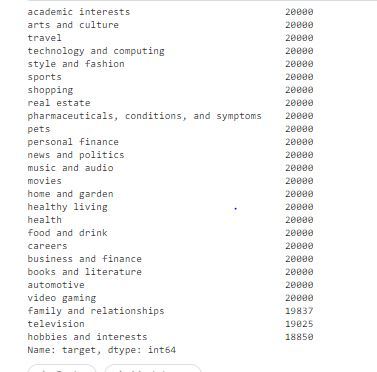 academic interests 20000
arts and culture 20000
travel 20000
technology and computing 20000
style and fashion 20000
sports 20000
shopping 20000
real estate 20000
pharmaceuticals, conditions, and symptoms 20000
pets 20000
personal finance 20000
news and politics 20000
music and audio 20000
movies 20000
home and garden 20000
healthy living 20000
health 20000
food and drink 20000
careers 20000
business and finance 20000
books and literature 20000
automotive 20000
video gaming 20000
family and relationships 19837
television 19025
hobbies and interests 18850
Name: target, dtype: int64